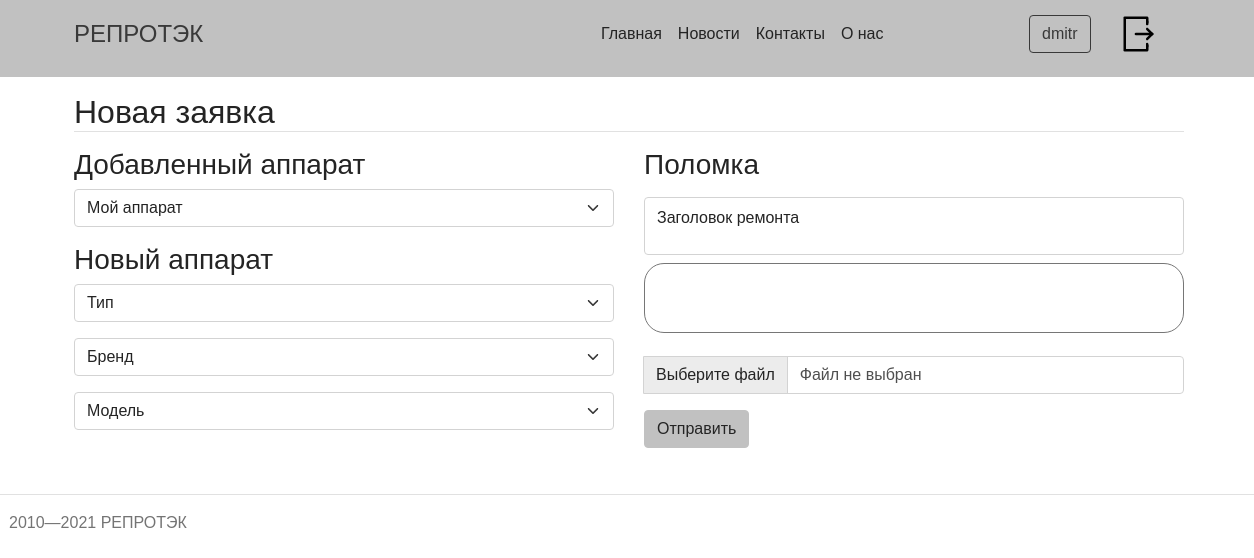 РЕПРОТЭК
Главная Новости Контакты О нас
dmitr
Новая заявка
Добавленный аппарат
Мой аппарат
Новый аппарат
Тип
Бренд
Модель
Поломка
Заголовок ремонта
Выберите файл Файл не выбран
Отправить
2010—2021 РЕПРОТЭК